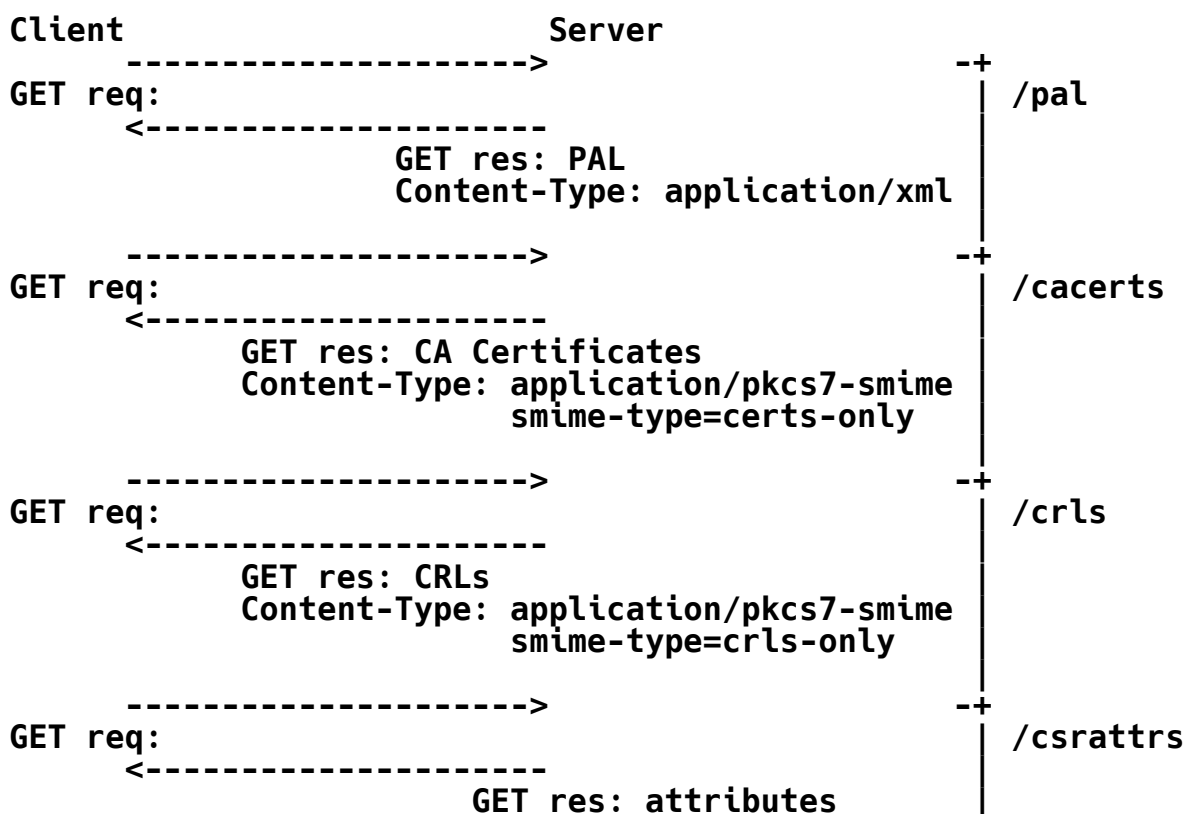 Client                      Server
      --------------------->                     -+
GET req:                                          | /pal
      <---------------------                      |
                    GET res: PAL                  |
                    Content-Type: application/xml |
                                                  |
      --------------------->                     -+
GET req:                                          | /cacerts
      <---------------------                      |
            GET res: CA Certificates              |
            Content-Type: application/pkcs7-smime |
                          smime-type=certs-only   |
                                                  |
      --------------------->                     -+
GET req:                                          | /crls
      <---------------------                      |
            GET res: CRLs                         |
            Content-Type: application/pkcs7-smime |
                          smime-type=crls-only    |
                                                  |
      --------------------->                     -+
GET req:                                          | /csrattrs
      <---------------------                      |
                        GET res: attributes       |